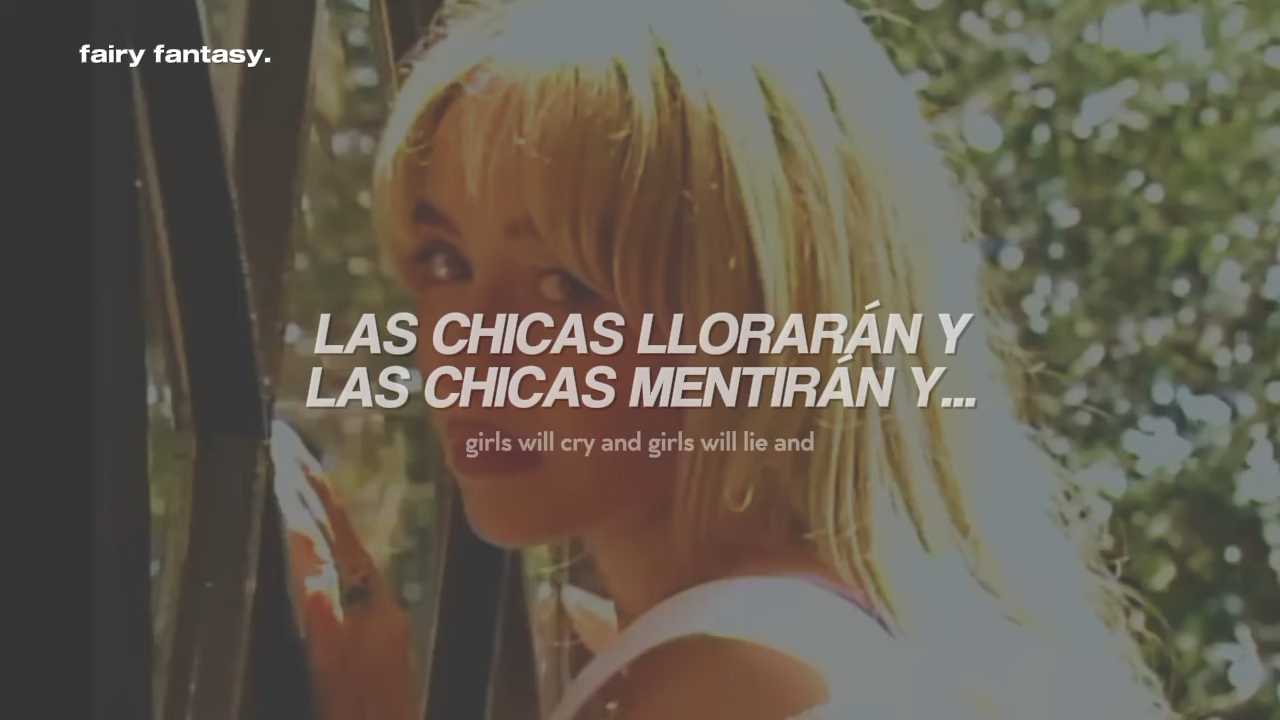 fairy fantasy.
LAS CHICAS LLORARÁN Y
LAS CHICAS MENTIRÁN Y...
girls will cry and girls will lie and